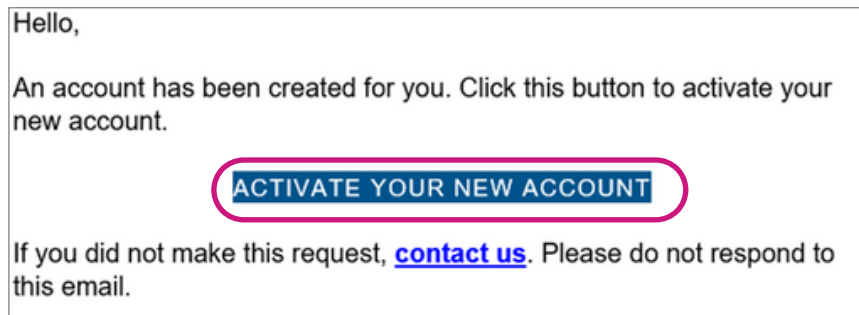 Hello,
An account has been created for you. Click this button to activate your
new account.
ACTIVATE YOUR NEW ACCOUNT
If you did not make this request, contact us. Please do not respond to
this email.